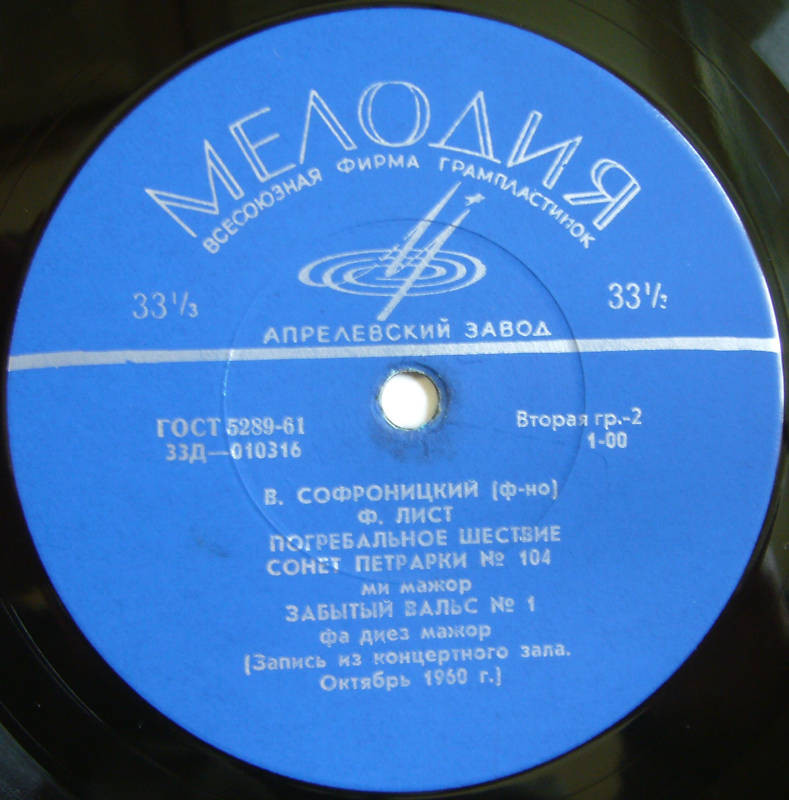 МЕЛОДИЯ
ВСЕСОЮЗНАЯ ФИРМА ГРАМПЛАСТИНОК
33⅓ 33⅓
АПРЕЛЕВСКИЙ ЗАВОД
ГОСТ 5289-61 Вторая гр.-2
33Д—010316 1-00
В. СОФРОНИЦКИЙ (ф-но)
Ф. ЛИСТ
ПОГРЕБАЛЬНОЕ ШЕСТВИЕ
СОНЕТ ПЕТРАРКИ № 104
ми мажор
ЗАБЫТЫЙ ВАЛЬС № 1
фа диез мажор
(Запись из концертного зала.
Октябрь 1960 г.)